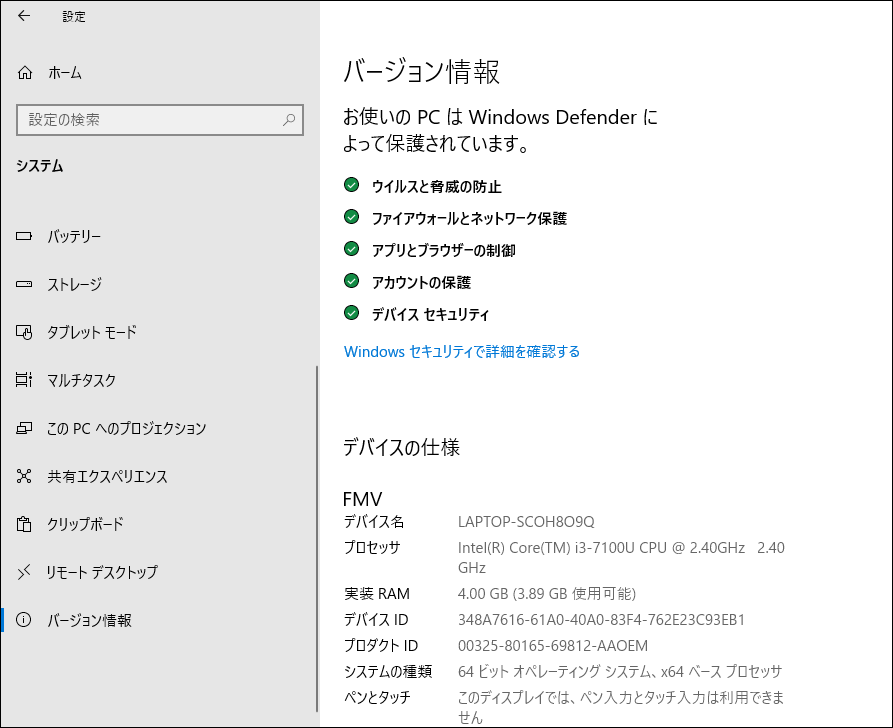 設定
ホーム
設定の検索
システム
バッテリー
ストレージ
タブレット モード
マルチタスク
この PC へのプロジェクション
共有エクスペリエンス
クリップボード
リモート デスクトップ
バージョン情報
バージョン情報
お使いの PC は Windows Defender に
よって保護されています。
ウイルスと脅威の防止
ファイアウォールとネットワーク保護
アプリとブラウザーの制御
アカウントの保護
デバイス セキュリティ
Windows セキュリティで詳細を確認する
デバイスの仕様
FMV
デバイス名 LAPTOP-SCOH8O9Q
プロセッサ Intel(R) Core(TM) i3-7100U CPU @ 2.40GHz 2.40
GHz
実装 RAM 4.00 GB (3.89 GB 使用可能)
デバイス ID 348A7616-61A0-40A0-83F4-762E23C93EB1
プロダクト ID 00325-80165-69812-AAOEM
システムの種類 64 ビット オペレーティング システム、x64 ベース プロセッサ
ペンとタッチ このディスプレイでは、ペン入力とタッチ入力は利用できま
せん